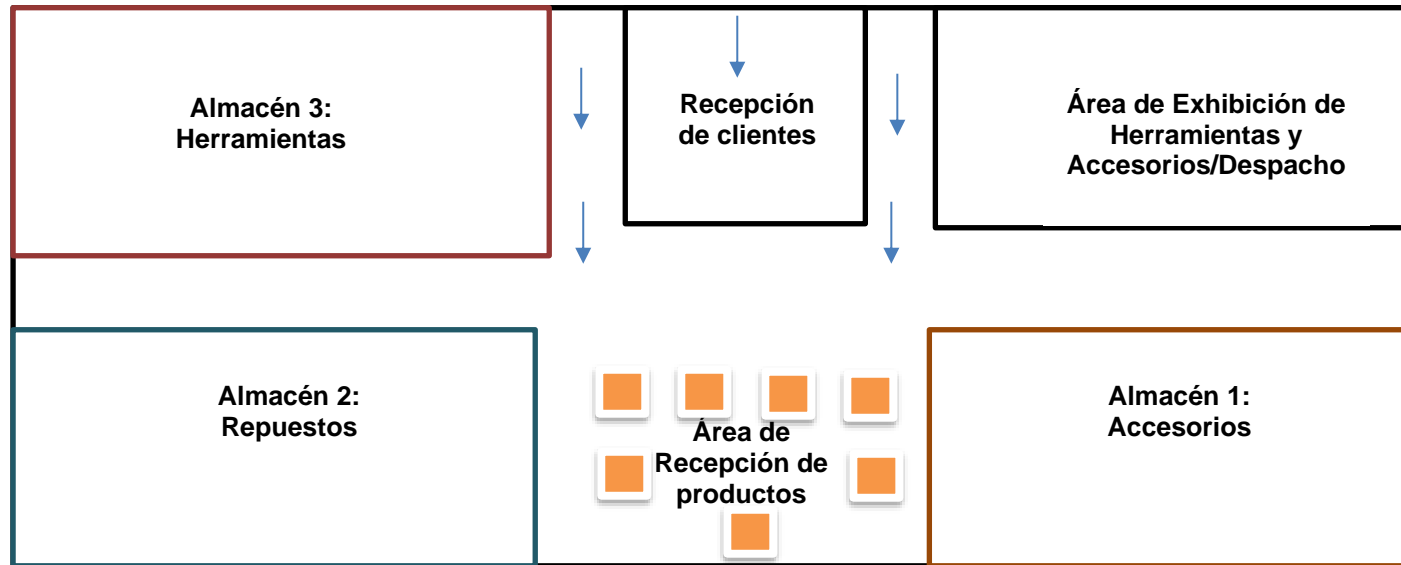 Almacén 3:
Herramientas
Recepción
de clientes
Área de Exhibición de
Herramientas y
Accesorios/Despacho
Almacén 2:
Repuestos
Área de
Recepción de
productos
Almacén 1:
Accesorios